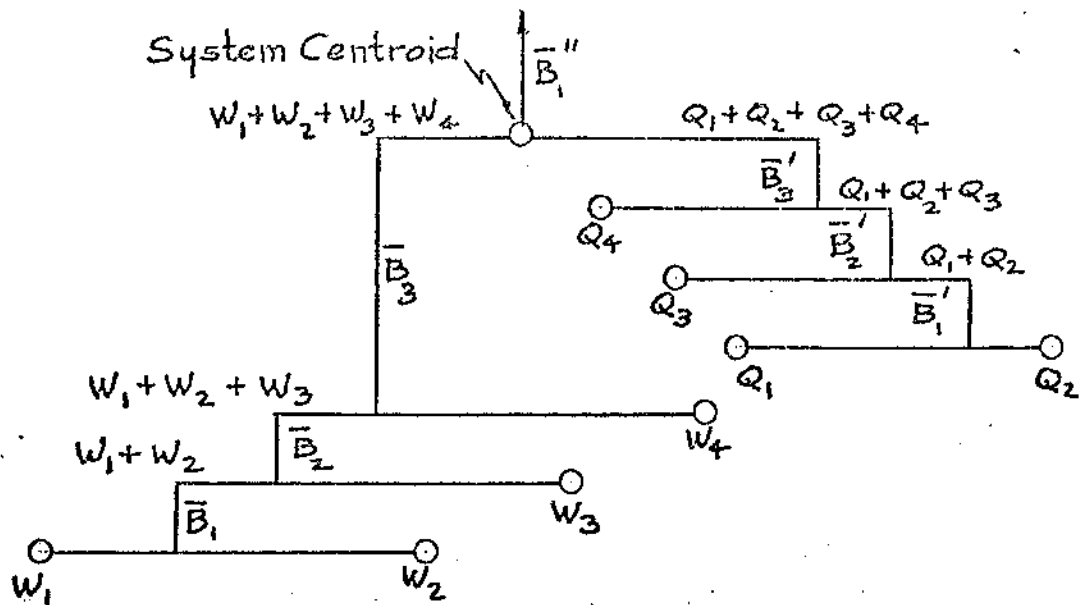 System Centroid
B̄₁″
W₁+W₂+W₃+W₄
Q₁+Q₂+Q₃+Q₄
B̄₃′
Q₁+Q₂+Q₃
Q₄
B̄₂′
Q₁+Q₂
B̄₃
Q₃
B̄₁′
Q₁
Q₂
W₁+W₂+W₃
W₄
W₁+W₂
B̄₂
W₃
B̄₁
W₁
W₂